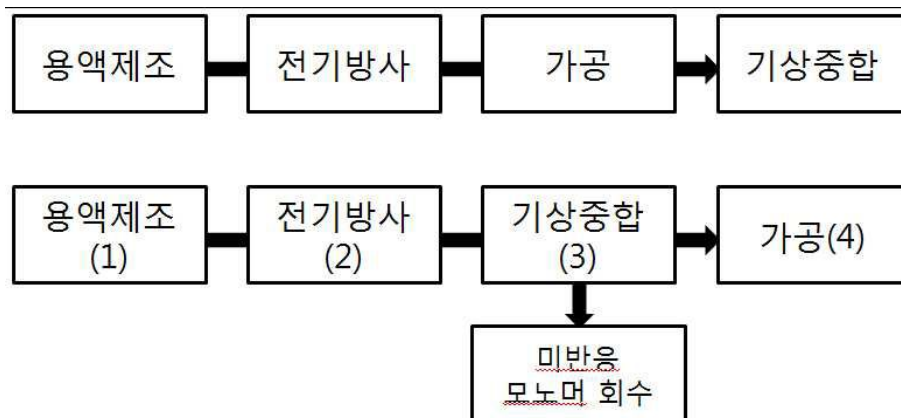 용액제조
전기방사
가공
기상중합
용액제조
(1)
전기방사
(2)
기상중합
(3)
가공(4)
미반응
모노머 회수